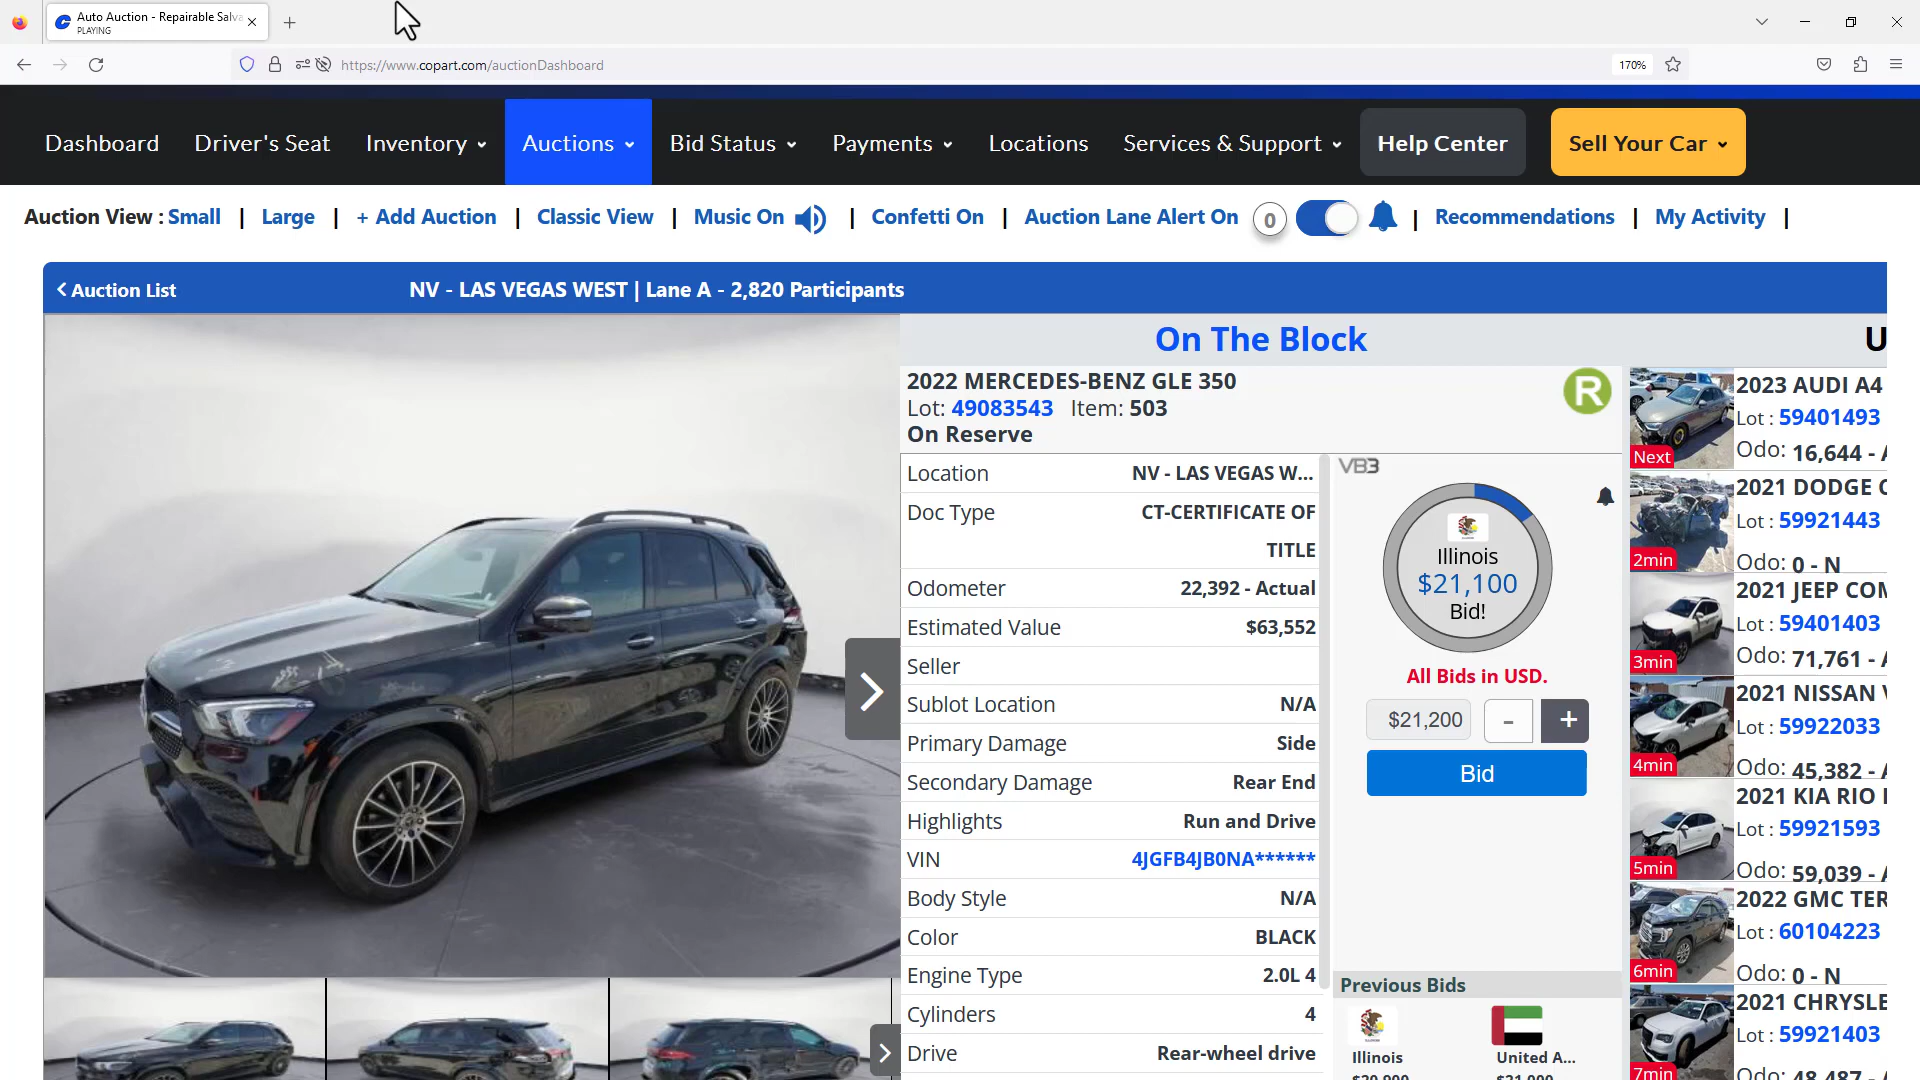 Auto Auction - Repairable Salva
PLAYING
https://www.copart.com/auctionDashboard
170%
Dashboard
Driver's Seat
Inventory
Auctions
Bid Status
Payments
Locations
Services & Support
Help Center
Sell Your Car
Auction View : Small | Large | + Add Auction | Classic View | Music On | Confetti On | Auction Lane Alert On 0 | Recommendations | My Activity |
Auction List
NV - LAS VEGAS WEST | Lane A - 2,820 Participants
On The Block
U
2022 MERCEDES-BENZ GLE 350
Lot: 49083543 Item: 503
On Reserve
R
Location NV - LAS VEGAS W...
Doc Type CT-CERTIFICATE OF
TITLE
Odometer 22,392 - Actual
Estimated Value $63,552
Seller
Sublot Location N/A
Primary Damage Side
Secondary Damage Rear End
Highlights Run and Drive
VIN 4JGFB4JB0NA******
Body Style N/A
Color BLACK
Engine Type 2.0L 4
Cylinders 4
Drive Rear-wheel drive
VB3
Illinois
$21,100
Bid!
All Bids in USD.
$21,200 - +
Bid
Previous Bids
Illinois
$20,900
United A...
$21,000
2023 AUDI A4
Lot : 59401493
Odo: 16,644 - A
Next
2021 DODGE C
Lot : 59921443
Odo: 0 - N
2min
2021 JEEP COM
Lot : 59401403
Odo: 71,761 - A
3min
2021 NISSAN V
Lot : 59922033
Odo: 45,382 - A
4min
2021 KIA RIO
Lot : 59921593
Odo: 59,039 - A
5min
2022 GMC TER
Lot : 60104223
Odo: 0 - N
6min
2021 CHRYSLE
Lot : 59921403
Odo: 48,487 - A
7min